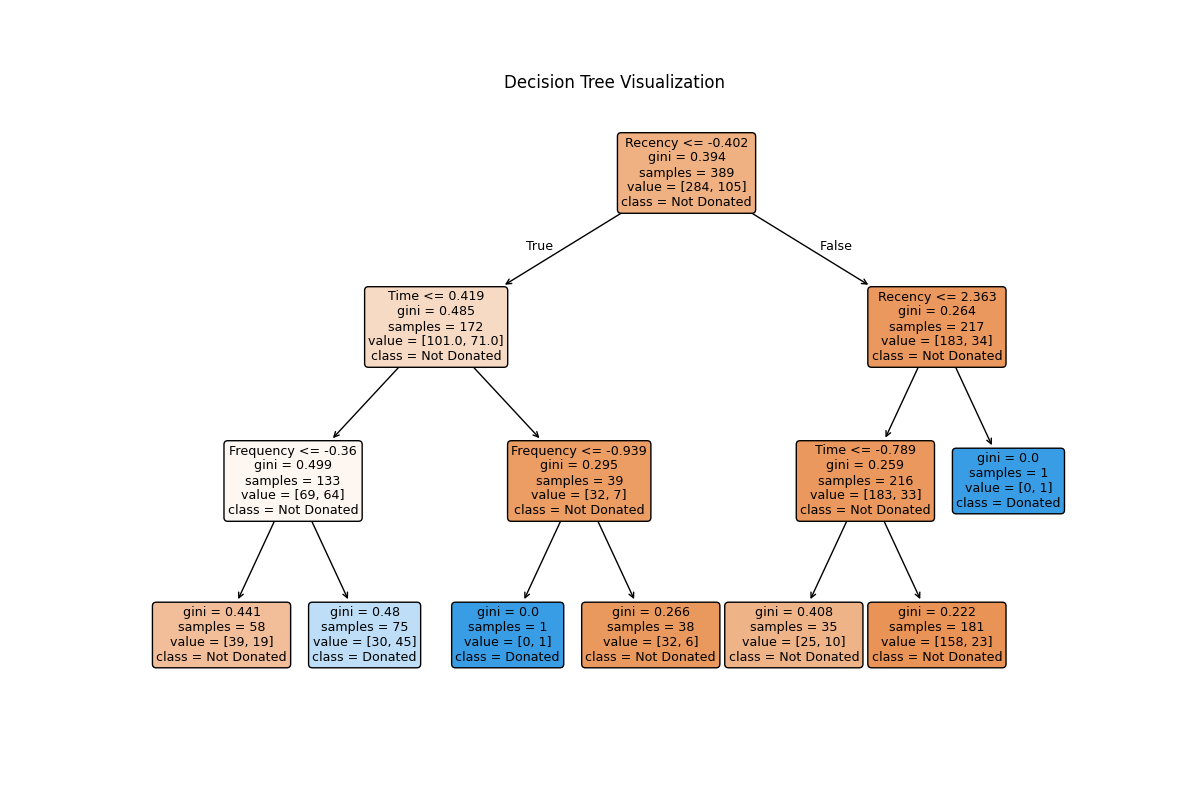 Decision Tree Visualization
Recency <= -0.402
gini = 0.394
samples = 389
value = [284, 105]
class = Not Donated
True
False
Time <= 0.419
gini = 0.485
samples = 172
value = [101.0, 71.0]
class = Not Donated
Recency <= 2.363
gini = 0.264
samples = 217
value = [183, 34]
class = Not Donated
Frequency <= -0.36
gini = 0.499
samples = 133
value = [69, 64]
class = Not Donated
Frequency <= -0.939
gini = 0.295
samples = 39
value = [32, 7]
class = Not Donated
Time <= -0.789
gini = 0.259
samples = 216
value = [183, 33]
class = Not Donated
gini = 0.0
samples = 1
value = [0, 1]
class = Donated
gini = 0.441
samples = 58
value = [39, 19]
class = Not Donated
gini = 0.48
samples = 75
value = [30, 45]
class = Donated
gini = 0.0
samples = 1
value = [0, 1]
class = Donated
gini = 0.266
samples = 38
value = [32, 6]
class = Not Donated
gini = 0.408
samples = 35
value = [25, 10]
class = Not Donated
gini = 0.222
samples = 181
value = [158, 23]
class = Not Donated